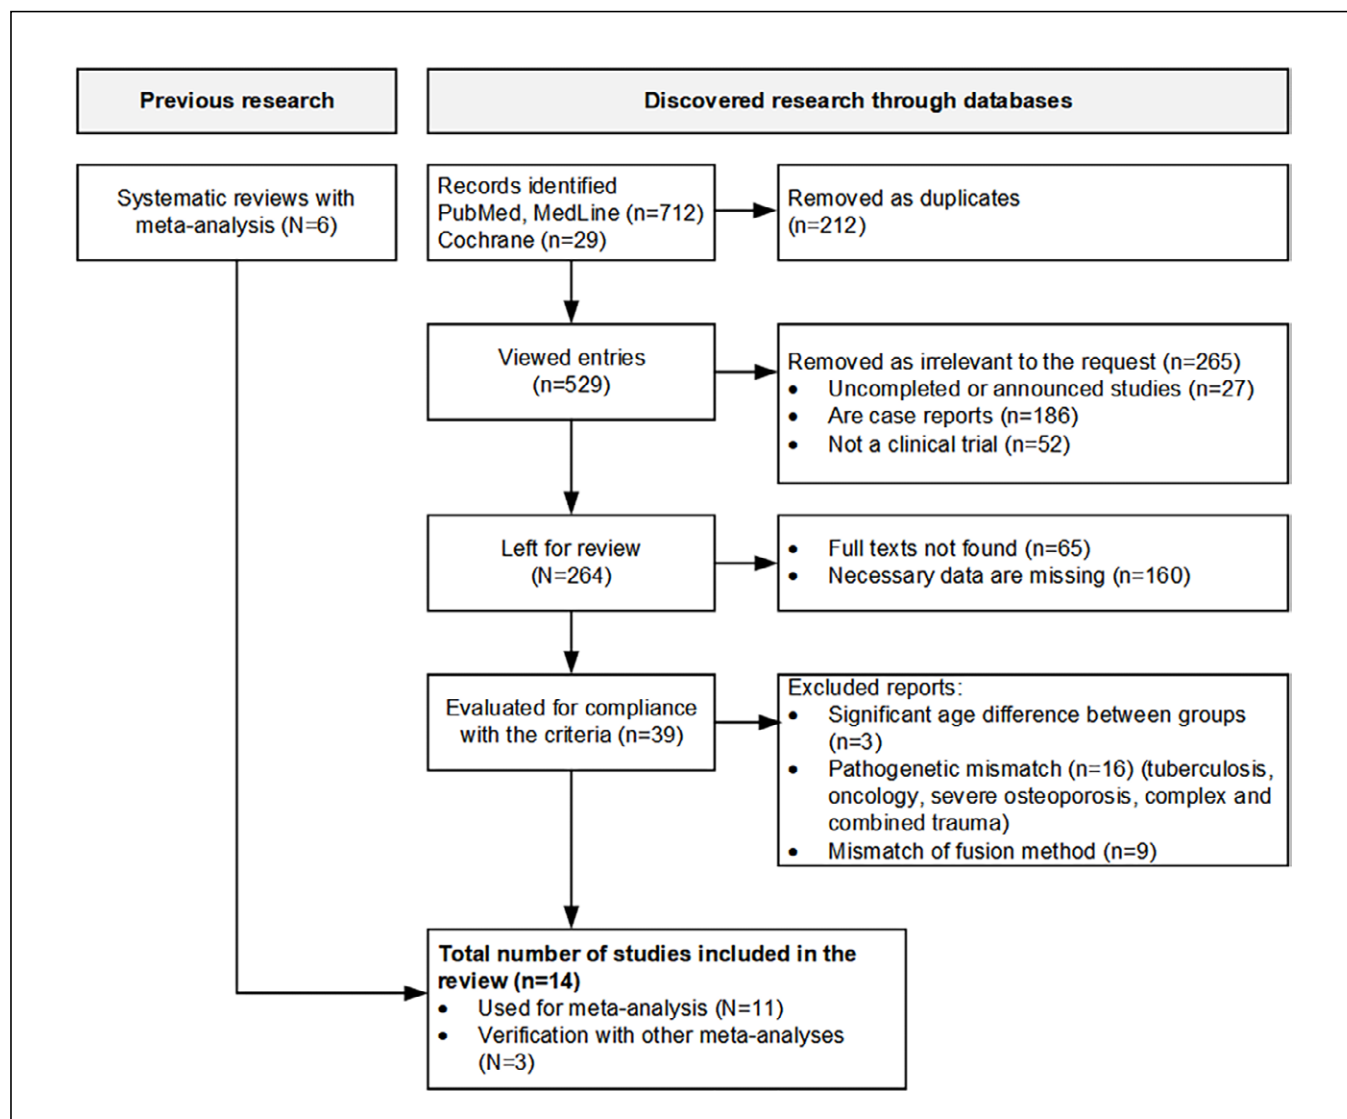 Previous research
Discovered research through databases
Systematic reviews with
meta-analysis (N=6)
Records identified
PubMed, MedLine (n=712)
Cochrane (n=29)
Removed as duplicates
(n=212)
Viewed entries
(n=529)
Removed as irrelevant to the request (n=265)
• Uncompleted or announced studies (n=27)
• Are case reports (n=186)
• Not a clinical trial (n=52)
Left for review
(N=264)
• Full texts not found (n=65)
• Necessary data are missing (n=160)
Evaluated for compliance
with the criteria (n=39)
Excluded reports:
• Significant age difference between groups
(n=3)
• Pathogenetic mismatch (n=16) (tuberculosis,
oncology, severe osteoporosis, complex and
combined trauma)
• Mismatch of fusion method (n=9)
Total number of studies included in the
review (n=14)
• Used for meta-analysis (N=11)
• Verification with other meta-analyses
(N=3)